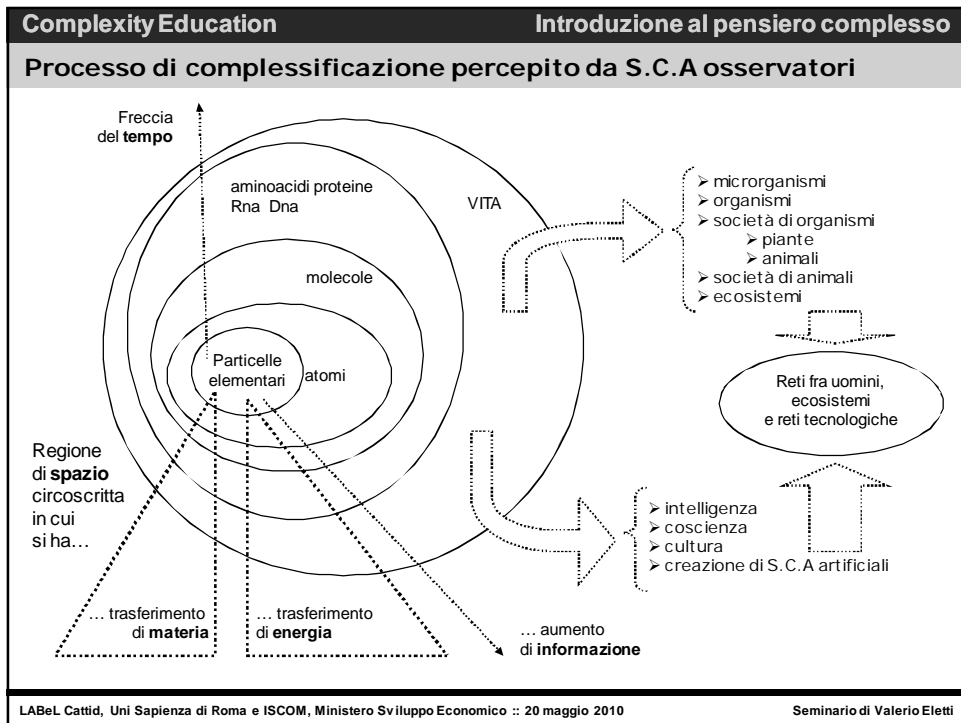 Complexity Education Introduzione al pensiero complesso
Processo di complessificazione percepito da S.C.A osservatori
Freccia
del tempo
aminoacidi proteine
Rna Dna
VITA
molecole
Particelle
elementari
atomi
Regione
di spazio
circoscritta
in cui
si ha…
… trasferimento
di materia
… trasferimento
di energia
… aumento
di informazione
➢ microrganismi
➢ organismi
➢ società di organismi
➢ piante
➢ animali
➢ società di animali
➢ ecosistemi
Reti fra uomini,
ecosistemi
e reti tecnologiche
➢ intelligenza
➢ coscienza
➢ cultura
➢ creazione di S.C.A artificiali
LABeL Cattid, Uni Sapienza di Roma e ISCOM, Ministero Sviluppo Economico :: 20 maggio 2010 Seminario di Valerio Eletti